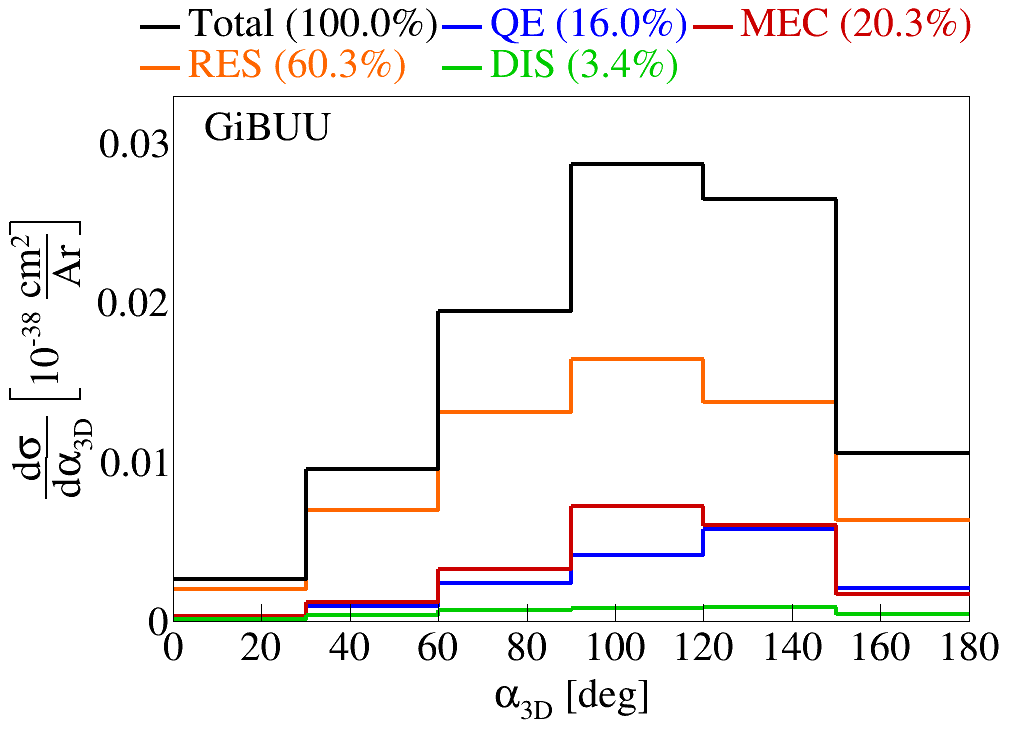 Total (100.0%) QE (16.0%) MEC (20.3%)
RES (60.3%) DIS (3.4%)
GiBUU
0.03
0.02
0.01
0
dσ/dα3D [10-38 cm2/Ar]
0 20 40 60 80 100 120 140 160 180
α3D [deg]